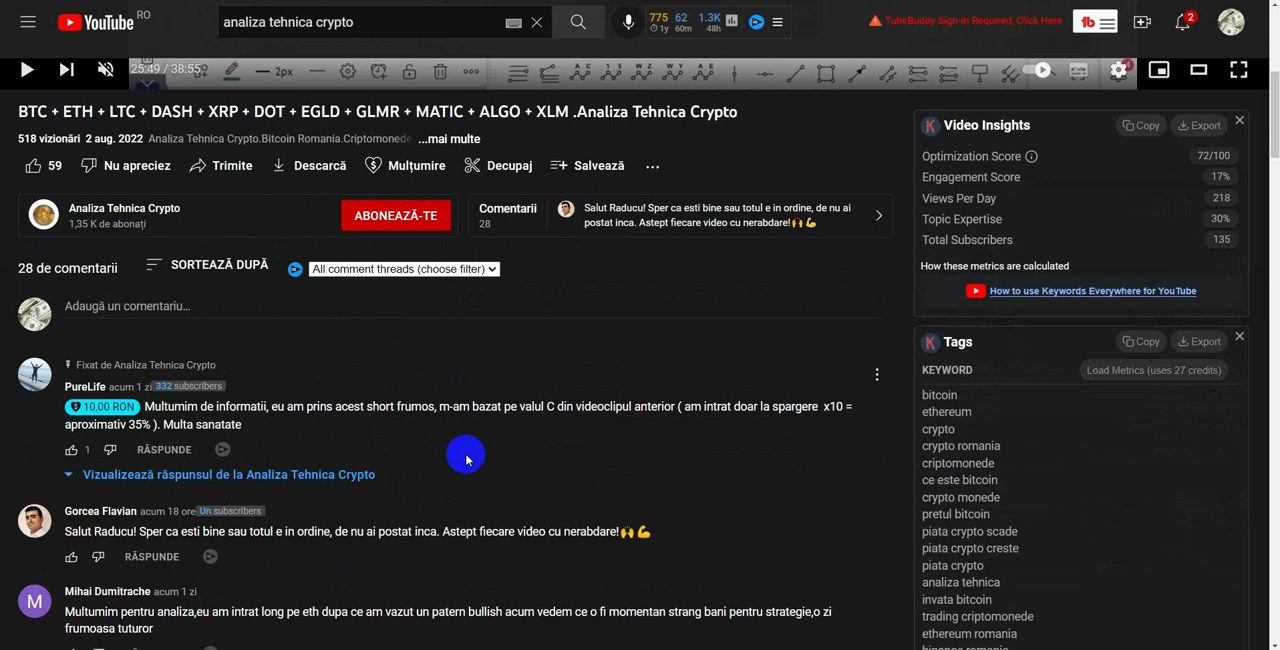 YouTube RO
analiza tehnica crypto
775 62 1.3K
1y 60m 48h
TubeBuddy Sign-in Required, Click Here
tb
2
25:49 / 38:55
2px
BTC + ETH + LTC + DASH + XRP + DOT + EGLD + GLMR + MATIC + ALGO + XLM .Analiza Tehnica Crypto
518 vizionări 2 aug. 2022 Analiza Tehnica Crypto.Bitcoin Romania.Criptomonede ...mai multe
59 Nu apreciez Trimite Descarcă Mulțumire Decupaj Salvează ...
Analiza Tehnica Crypto
1,35 K de abonați
ABONEAZĂ-TE
Comentarii
28
Salut Raducu! Sper ca esti bine sau totul e in ordine, de nu ai
postat inca. Astept fiecare video cu nerabdare!🙌💪
28 de comentarii SORTEAZĂ DUPĂ All comment threads (choose filter)
Adaugă un comentariu...
Fixat de Analiza Tehnica Crypto
PureLife acum 1 zi 332 subscribers
10,00 RON Multumim de informatii, eu am prins acest short frumos, m-am bazat pe valul C din videoclipul anterior ( am intrat doar la spargere x10 =
aproximativ 35% ). Multa sanatate
1 RĂSPUNDE
Vizualizează răspunsul de la Analiza Tehnica Crypto
Gorcea Flavian acum 18 ore Un subscribers
Salut Raducu! Sper ca esti bine sau totul e in ordine, de nu ai postat inca. Astept fiecare video cu nerabdare!🙌💪
RĂSPUNDE
M
Mihai Dumitrache acum 1 zi
Multumim pentru analiza,eu am intrat long pe eth dupa ce am vazut un patern bullish acum vedem ce o fi momentan strang bani pentru strategie,o zi
frumoasa tuturor
K Video Insights Copy Export
Optimization Score 72/100
Engagement Score 17%
Views Per Day 218
Topic Expertise 30%
Total Subscribers 135
How these metrics are calculated
How to use Keywords Everywhere for YouTube
K Tags Copy Export
KEYWORD Load Metrics (uses 27 credits)
bitcoin
ethereum
crypto
crypto romania
criptomonede
ce este bitcoin
crypto monede
pretul bitcoin
piata crypto scade
piata crypto creste
piata crypto
analiza tehnica
invata bitcoin
trading criptomonede
ethereum romania
binance romania